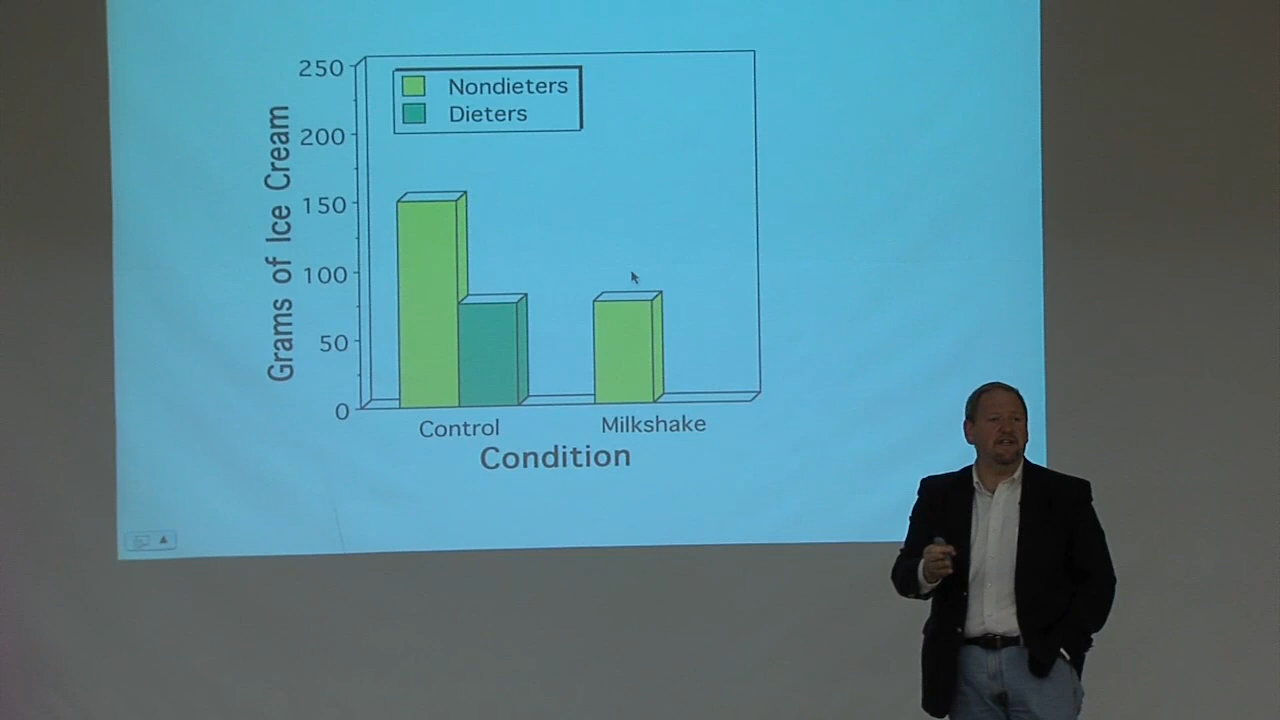 250
200
150
100
50
0
Grams of Ice Cream
Nondieters
Dieters
Control
Milkshake
Condition